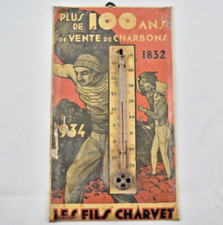 PLUS DE 100 ANS
DE VENTE DE CHARBONS
1832
1934
LES FILS CHARVET